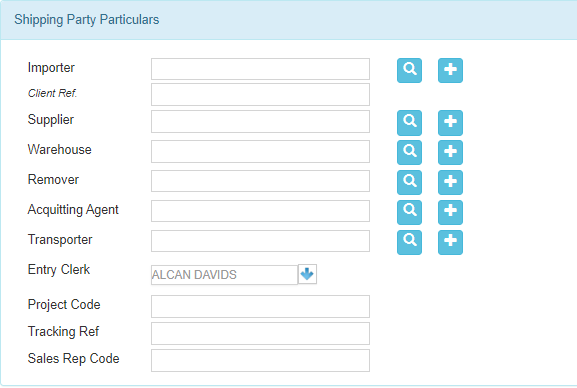 Shipping Party Particulars
Importer
Client Ref.
Supplier
Warehouse
Remover
Acquitting Agent
Transporter
Entry Clerk ALCAN DAVIDS
Project Code
Tracking Ref
Sales Rep Code